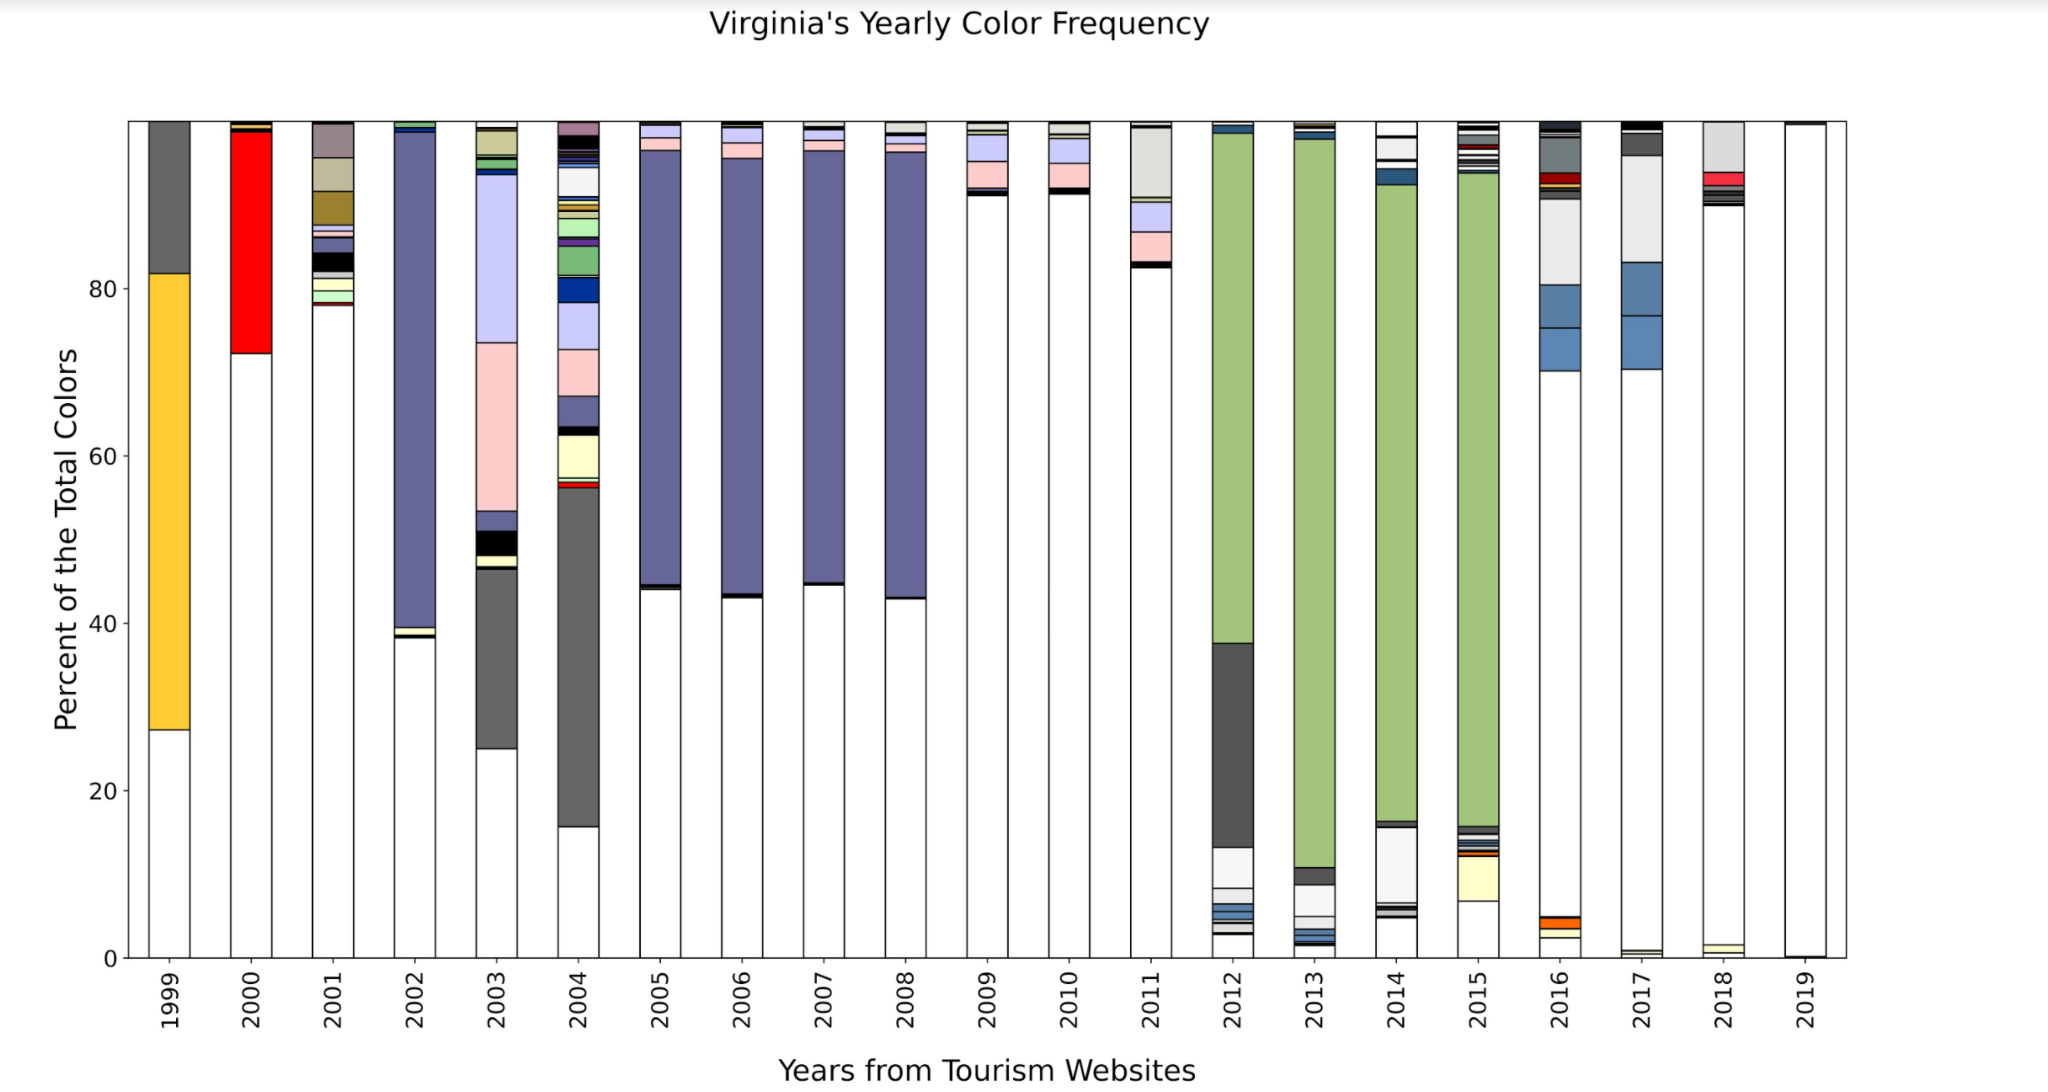 Virginia's Yearly Color Frequency
Percent of the Total Colors
80
60
40
20
0
1999 2000 2001 2002 2003 2004 2005 2006 2007 2008 2009 2010 2011 2012 2013 2014 2015 2016 2017 2018 2019
Years from Tourism Websites